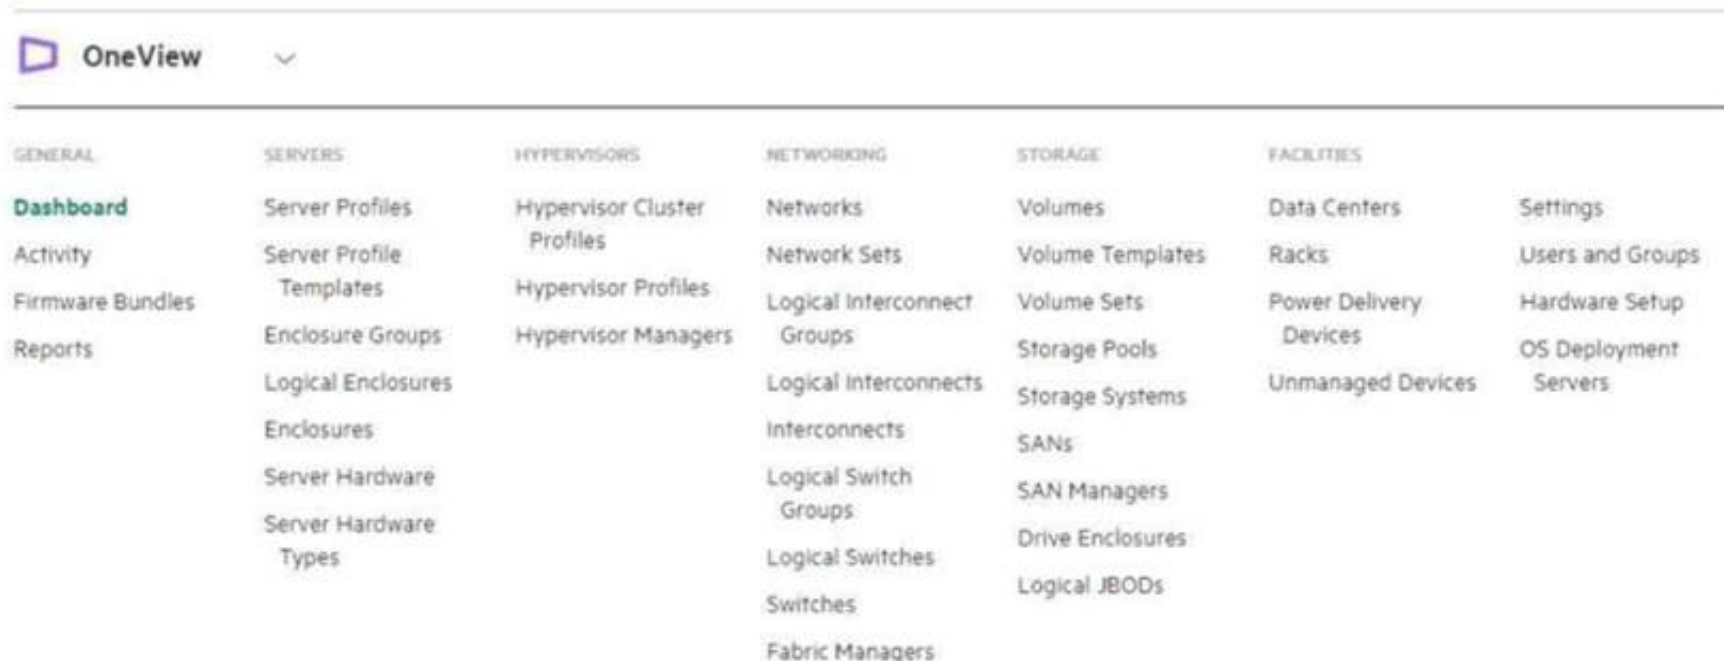 OneView
GENERAL
Dashboard
Activity
Firmware Bundles
Reports
SERVERS
Server Profiles
Server Profile
Templates
Enclosure Groups
Logical Enclosures
Enclosures
Server Hardware
Server Hardware
Types
HYPERVISORS
Hypervisor Cluster
Profiles
Hypervisor Profiles
Hypervisor Managers
NETWORKING
Networks
Network Sets
Logical Interconnect
Groups
Logical Interconnects
Interconnects
Logical Switch
Groups
Logical Switches
Switches
Fabric Managers
STORAGE
Volumes
Volume Templates
Volume Sets
Storage Pools
Storage Systems
SANs
SAN Managers
Drive Enclosures
Logical JBODs
FACILITIES
Data Centers
Racks
Power Delivery
Devices
Unmanaged Devices
Settings
Users and Groups
Hardware Setup
OS Deployment
Servers